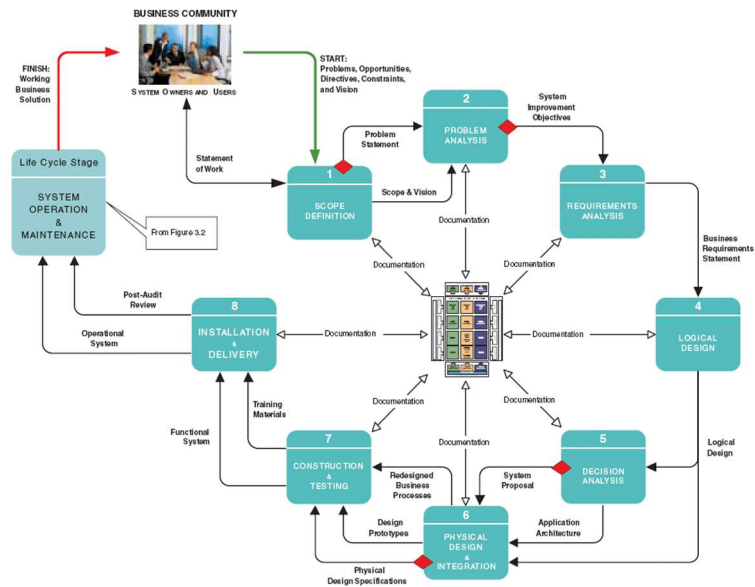 BUSINESS COMMUNITY
SYSTEM OWNERS AND USERS
FINISH:
Working
Business
Solution
START:
Problems, Opportunities,
Directives, Constraints,
and Vision
Statement
of Work
Problem
Statement
Scope & Vision
System
Improvement
Objectives
1
SCOPE
DEFINITION
2
PROBLEM
ANALYSIS
3
REQUIREMENTS
ANALYSIS
Life Cycle Stage
SYSTEM
OPERATION
&
MAINTENANCE
From Figure 3.2
Business
Requirements
Statement
Documentation
Documentation
Documentation
Post-Audit
Review
Operational
System
8
INSTALLATION
&
DELIVERY
Documentation
Documentation
4
LOGICAL
DESIGN
Documentation
Documentation
Documentation
Training
Materials
Functional
System
7
CONSTRUCTION
&
TESTING
Redesigned
Business
Processes
System
Proposal
5
DECISION
ANALYSIS
Logical
Design
Design
Prototypes
6
PHYSICAL
DESIGN
&
INTEGRATION
Application
Architecture
Physical
Design Specifications